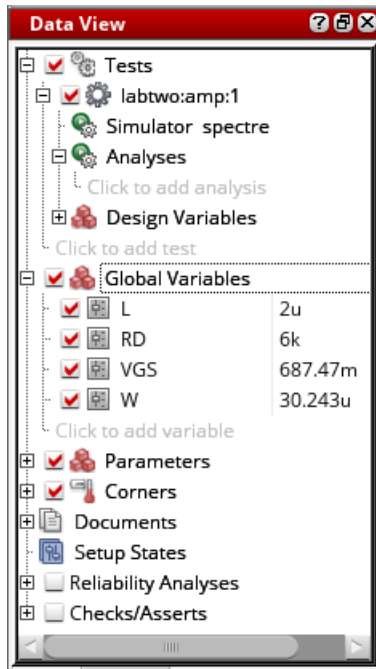 Data View
Tests
labtwo:amp:1
Simulator spectre
Analyses
Click to add analysis
Design Variables
Click to add test
Global Variables
L 2u
RD 6k
VGS 687.47m
W 30.243u
Click to add variable
Parameters
Corners
Documents
Setup States
Reliability Analyses
Checks/Asserts